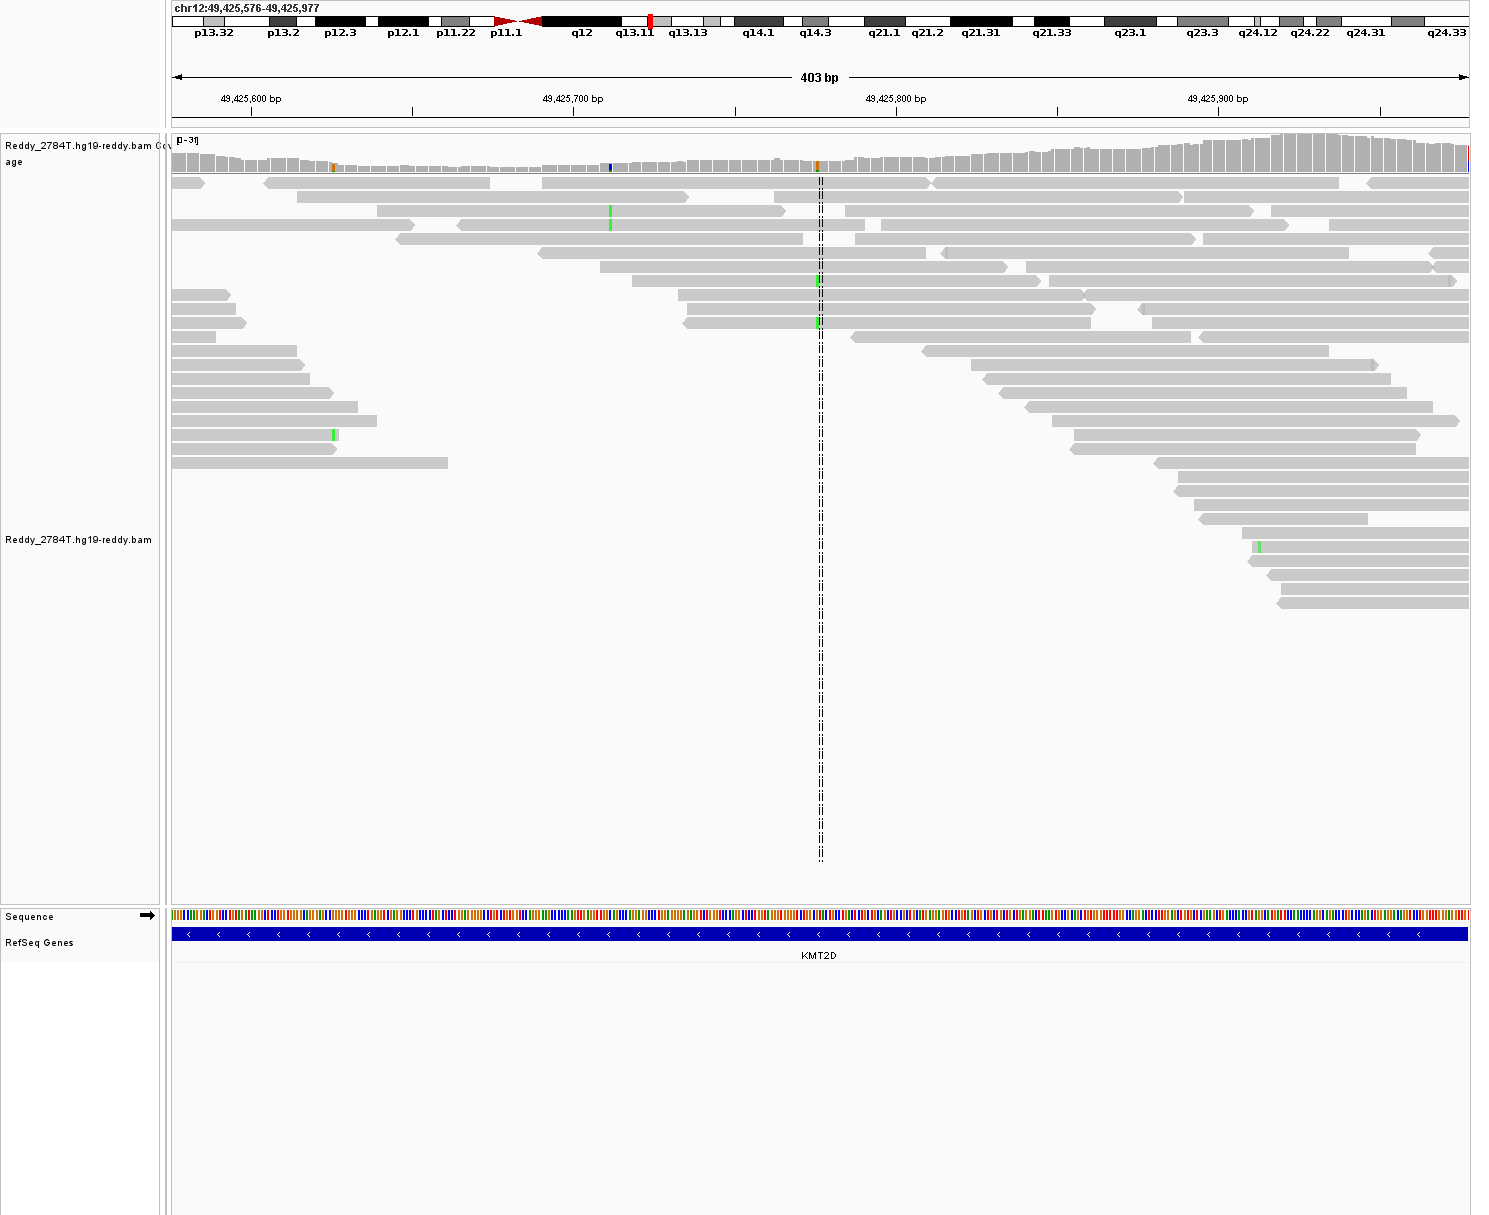 chr12:49,425,576-49,425,977
p13.32 p13.2 p12.3 p12.1 p11.22 p11.1 q12 q13.11 q13.13 q14.1 q14.3 q21.1 q21.2 q21.31 q21.33 q23.1 q23.3 q24.12 q24.22 q24.31 q24.33
403 bp
49,425,600 bp 49,425,700 bp 49,425,800 bp 49,425,900 bp
[0-31]
Reddy_2784T.hg19-reddy.bam Cov
age
Reddy_2784T.hg19-reddy.bam
Sequence
RefSeq Genes
KMT2D